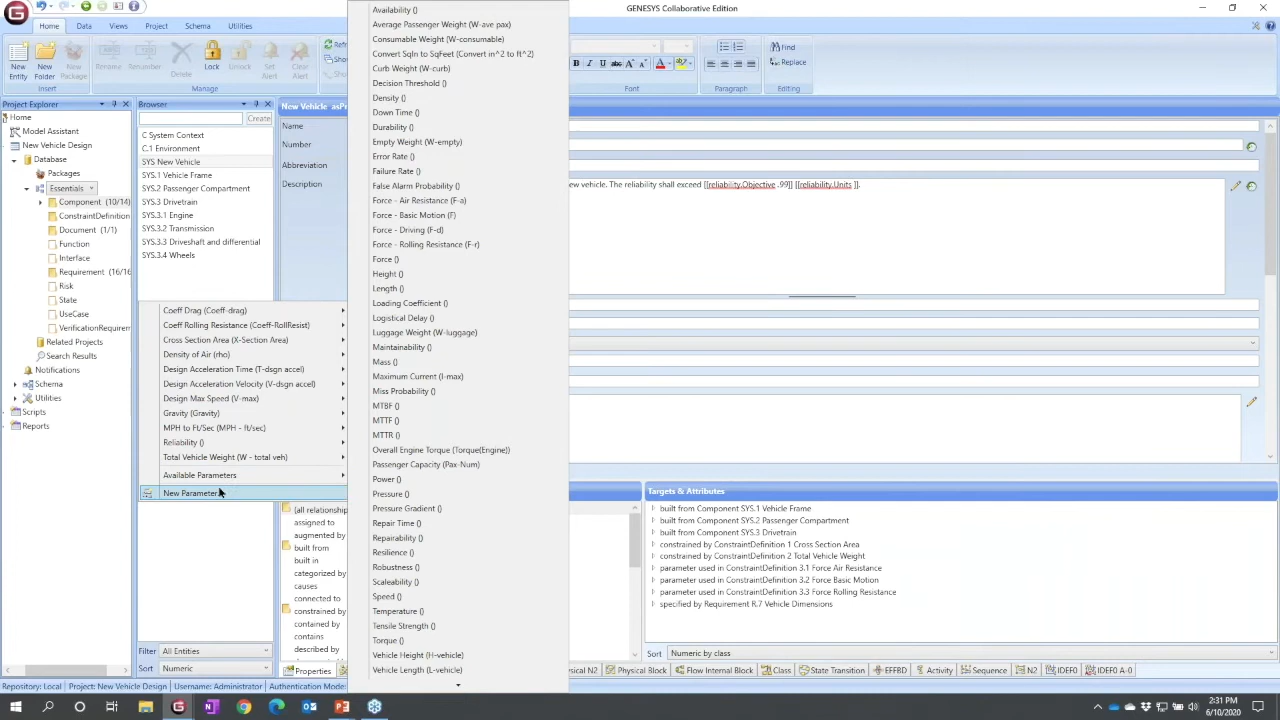 GENESYS Collaborative Edition
Home Data Views Project Schema Utilities
New Entity
New Folder
New Package
Rename
Renumber
Delete
Lock
Unlock
Set Alert
Clear Alert
Refr
Show
Find
Replace
Insert Manage Font Paragraph Editing
Project Explorer
Home
Model Assistant
New Vehicle Design
Database
Packages
Essentials
Component (10/14)
ConstraintDefinition
Document (1/1)
Function
Interface
Requirement (16/16
Risk
State
UseCase
VerificationRequirem
Related Projects
Search Results
Notifications
Schema
Utilities
Scripts
Reports
Browser
Create
C System Context
C.1 Environment
SYS New Vehicle
SYS.1 Vehicle Frame
SYS.2 Passenger Compartment
SYS.3 Drivetrain
SYS.3.1 Engine
SYS.3.2 Transmission
SYS.3.3 Driveshaft and differential
SYS.3.4 Wheels
Coeff Drag (Coeff-drag)
Coeff Rolling Resistance (Coeff-RollResist)
Cross Section Area (X-Section Area)
Density of Air (rho)
Design Acceleration Time (T-dsgn accel)
Design Acceleration Velocity (V-dsgn accel)
Design Max Speed (V-max)
Gravity (Gravity)
MPH to Ft/Sec (MPH - ft/sec)
Reliability ()
Total Vehicle Weight (W - total veh)
Available Parameters
New Parameter
Filter All Entities
Sort Numeric
Availability ()
Average Passenger Weight (W-ave pax)
Consumable Weight (W-consumable)
Convert SqIn to SqFeet (Convert in^2 to ft^2)
Curb Weight (W-curb)
Decision Threshold ()
Density ()
Down Time ()
Durability ()
Empty Weight (W-empty)
Error Rate ()
Failure Rate ()
False Alarm Probability ()
Force - Air Resistance (F-a)
Force - Basic Motion (F)
Force - Driving (F-d)
Force - Rolling Resistance (F-r)
Force ()
Height ()
Length ()
Loading Coefficient ()
Logistical Delay ()
Luggage Weight (W-luggage)
Maintainability ()
Mass ()
Maximum Current (I-max)
Miss Probability ()
MTBF ()
MTTF ()
MTTR ()
Overall Engine Torque (Torque(Engine))
Passenger Capacity (Pax-Num)
Power ()
Pressure ()
Pressure Gradient ()
Repair Time ()
Repairability ()
Resilience ()
Robustness ()
Scaleability ()
Speed ()
Temperature ()
Tensile Strength ()
Torque ()
Vehicle Height (H-vehicle)
Vehicle Length (L-vehicle)
New Vehicle asPr
Name
Number
Abbreviation
Description
new vehicle. The reliability shall exceed [[reliability.Objective .99]] [[reliability.Units ]].
(all relationship
assigned to
augmented by
built from
built in
categorized by
causes
connected to
constrained by
contained by
contains
described by
Targets & Attributes
built from Component SYS.1 Vehicle Frame
built from Component SYS.2 Passenger Compartment
built from Component SYS.3 Drivetrain
constrained by ConstraintDefinition 1 Cross Section Area
constrained by ConstraintDefinition 2 Total Vehicle Weight
parameter used in ConstraintDefinition 3.1 Force Air Resistance
parameter used in ConstraintDefinition 3.2 Force Basic Motion
parameter used in ConstraintDefinition 3.3 Force Rolling Resistance
specified by Requirement R.7 Vehicle Dimensions
Sort Numeric by class
Properties
Physical N2 Physical Block Flow Internal Block Class State Transition EFFBD Activity Sequence N2 IDEF0 IDEF0 A-0
Repository: Local Project: New Vehicle Design Username: Administrator Authentication Mode:
2:31 PM
6/10/2020